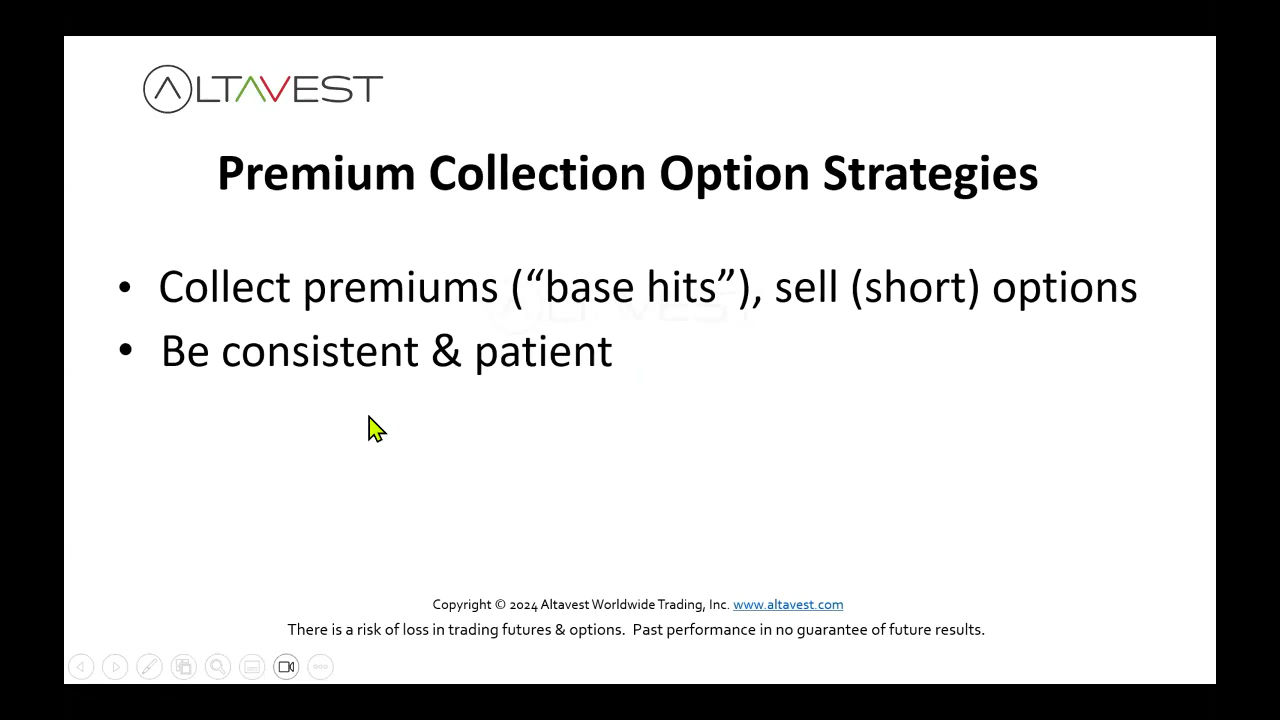 ALTAVEST
Premium Collection Option Strategies
• Collect premiums (“base hits”), sell (short) options
• Be consistent & patient
Copyright © 2024 Altavest Worldwide Trading, Inc. www.altavest.com
There is a risk of loss in trading futures & options. Past performance in no guarantee of future results.